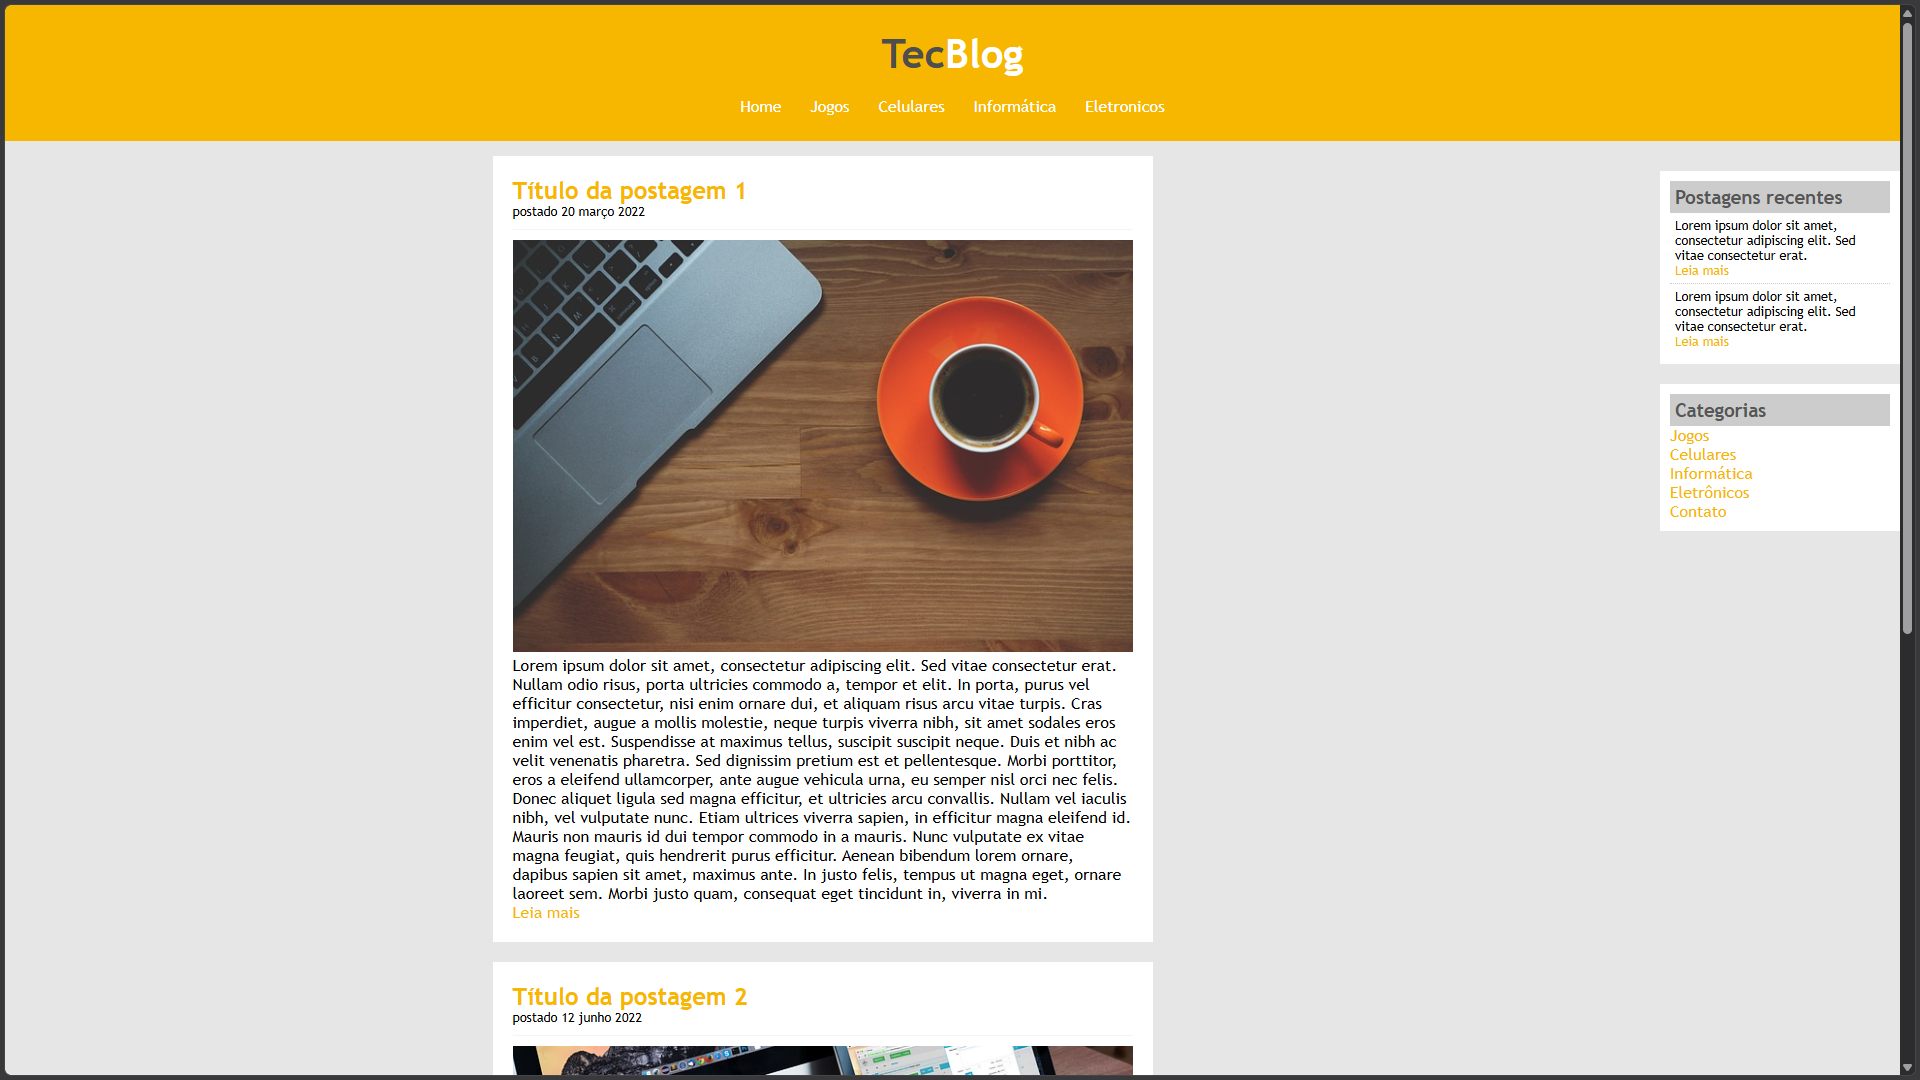 TecBlog
Home Jogos Celulares Informática Eletronicos
Título da postagem 1
postado 20 março 2022
Lorem ipsum dolor sit amet, consectetur adipiscing elit. Sed vitae consectetur erat.
Nullam odio risus, porta ultricies commodo a, tempor et elit. In porta, purus vel
efficitur consectetur, nisi enim ornare dui, et aliquam risus arcu vitae turpis. Cras
imperdiet, augue a mollis molestie, neque turpis viverra nibh, sit amet sodales eros
enim vel est. Suspendisse at maximus tellus, suscipit suscipit neque. Duis et nibh ac
velit venenatis pharetra. Sed dignissim pretium est et pellentesque. Morbi porttitor,
eros a eleifend ullamcorper, ante augue vehicula urna, eu semper nisl orci nec felis.
Donec aliquet ligula sed magna efficitur, et ultricies arcu convallis. Nullam vel iaculis
nibh, vel vulputate nunc. Etiam ultrices viverra sapien, in efficitur magna eleifend id.
Mauris non mauris id dui tempor commodo in a mauris. Nunc vulputate ex vitae
magna feugiat, quis hendrerit purus efficitur. Aenean bibendum lorem ornare,
dapibus sapien sit amet, maximus ante. In justo felis, tempus ut magna eget, ornare
laoreet sem. Morbi justo quam, consequat eget tincidunt in, viverra in mi.
Leia mais
Título da postagem 2
postado 12 junho 2022
Postagens recentes
Lorem ipsum dolor sit amet,
consectetur adipiscing elit. Sed
vitae consectetur erat.
Leia mais
Lorem ipsum dolor sit amet,
consectetur adipiscing elit. Sed
vitae consectetur erat.
Leia mais
Categorias
Jogos
Celulares
Informática
Eletrônicos
Contato